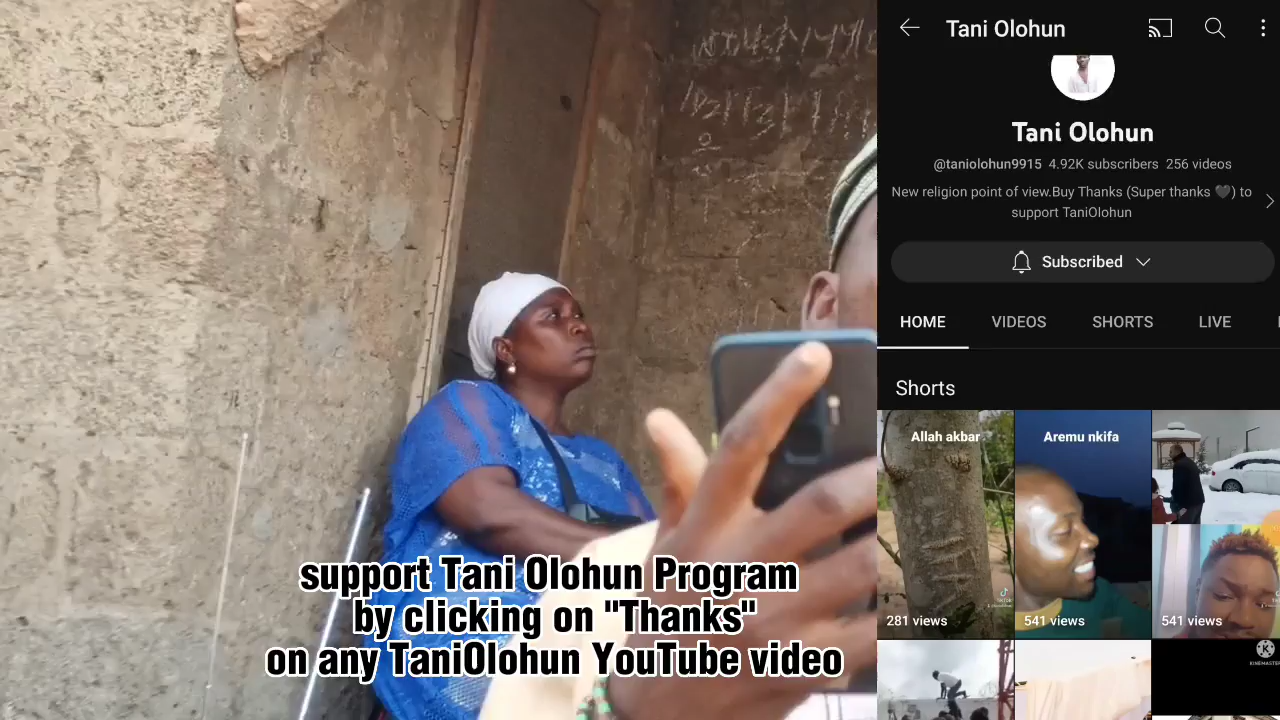 support Tani Olohun Program
by clicking on "Thanks"
on any TaniOlohun YouTube video
Tani Olohun
Tani Olohun
@taniolohun9915 4.92K subscribers 256 videos
New religion point of view.Buy Thanks (Super thanks 🖤) to
support TaniOlohun
Subscribed
HOME VIDEOS SHORTS LIVE
Shorts
Allah akbar
Aremu nkifa
281 views
541 views
541 views
KINEMASTER